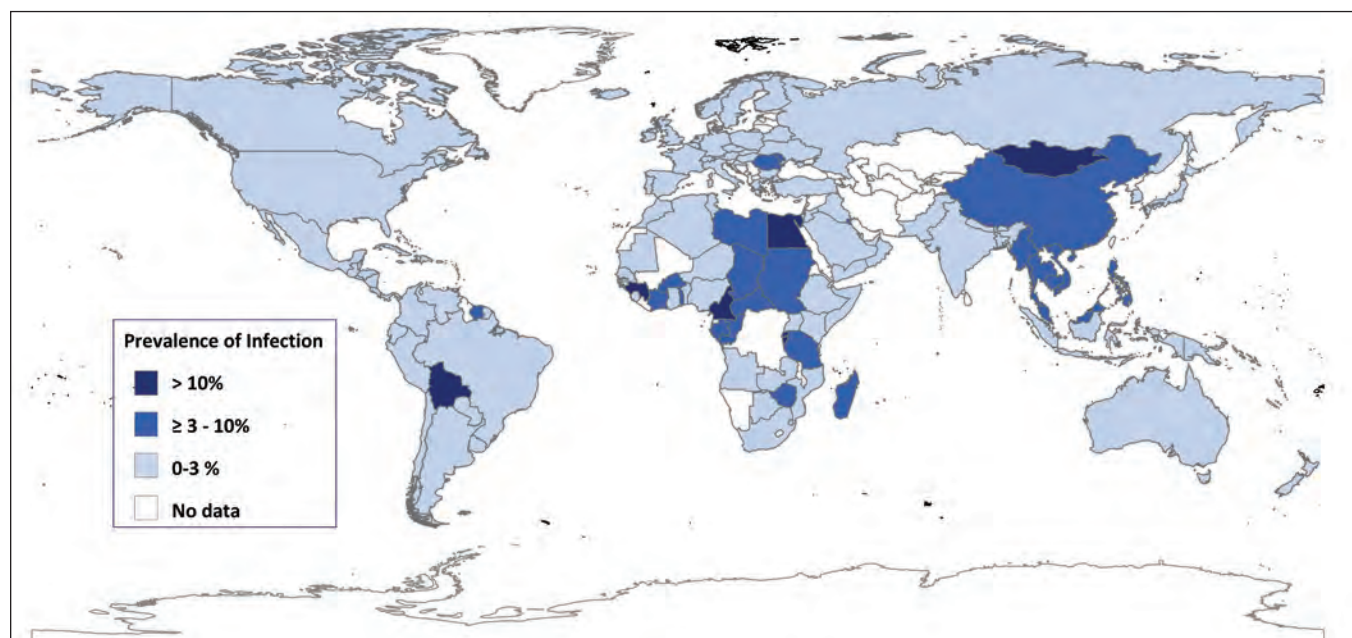 Prevalence of Infection
> 10%
≥ 3 - 10%
0-3 %
No data